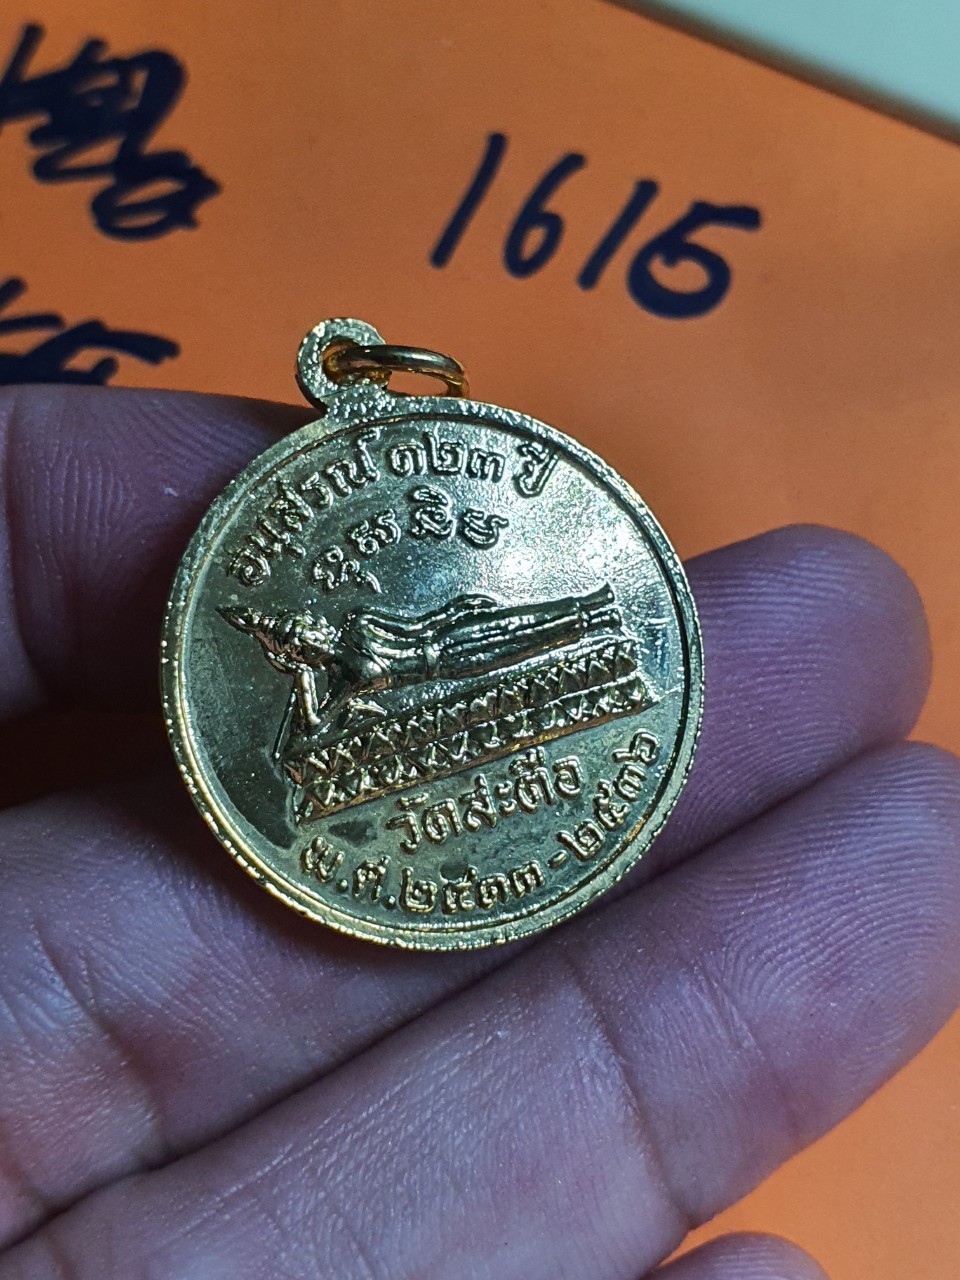 1615
อนุสรณ์ ๑๒๓ ปี
วัดสะตือ
พ.ศ.๒๕๓๓-๒๕๓๖